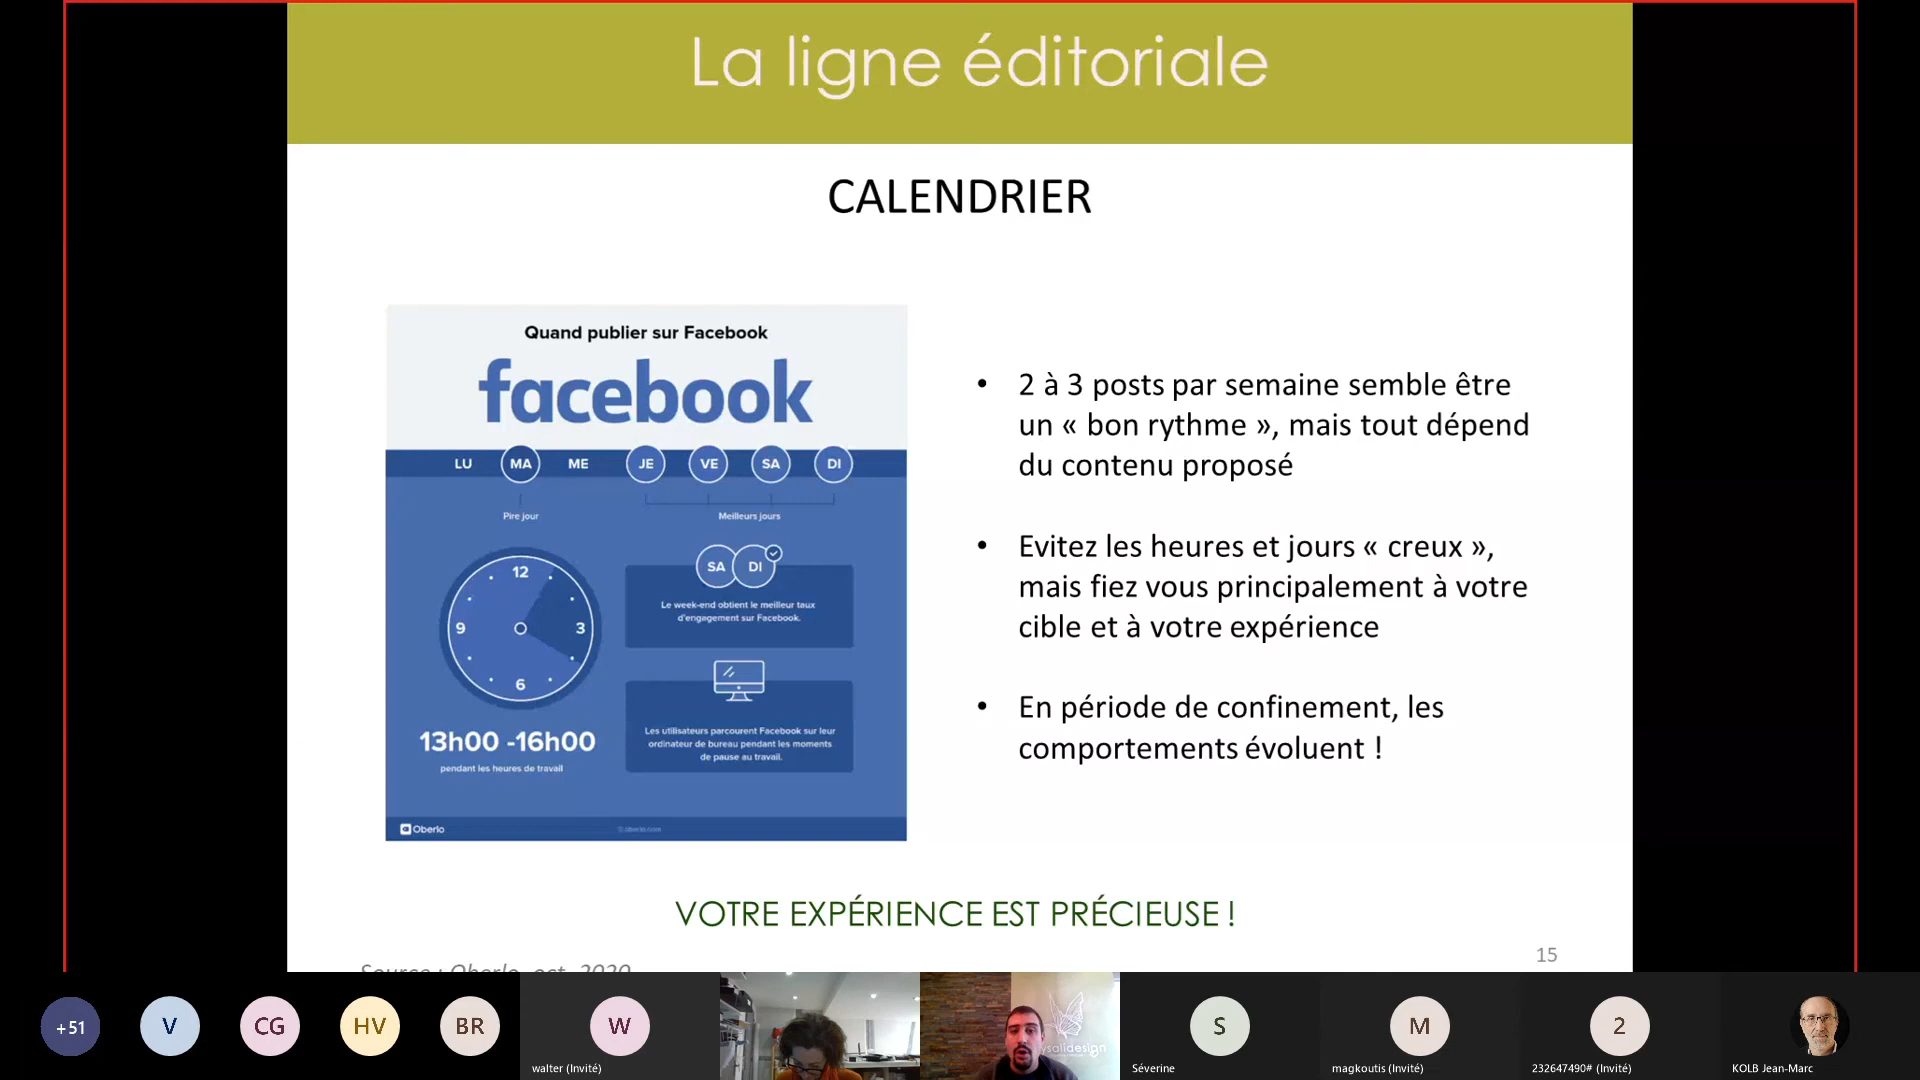 La ligne éditoriale
CALENDRIER
Quand publier sur Facebook
facebook
LU MA ME JE VE SA DI
Pire jour
Meilleurs jours
SA DI
Le week-end obtient le meilleur taux
d'engagement sur Facebook.
12
3
6
9
13h00 -16h00
pendant les heures de travail
Les utilisateurs parcourent Facebook sur leur
ordinateur de bureau pendant les moments
de pause au travail.
Oberlo
• 2 à 3 posts par semaine semble être
un « bon rythme », mais tout dépend
du contenu proposé
• Evitez les heures et jours « creux »,
mais fiez vous principalement à votre
cible et à votre expérience
• En période de confinement, les
comportements évoluent !
VOTRE EXPÉRIENCE EST PRÉCIEUSE !
15
Source : Oberlo, oct. 2020
+51
V
CG
HV
BR
W
walter (Invité)
ysalidesign
S
Séverine
M
magkoutis (Invité)
2
232647490# (Invité)
KOLB Jean-Marc